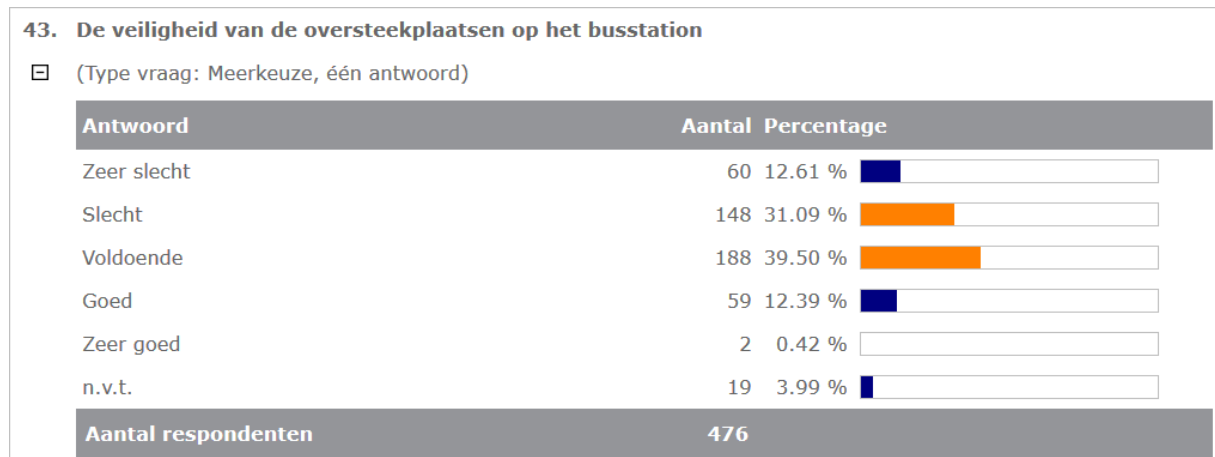 43. De veiligheid van de oversteekplaatsen op het busstation
(Type vraag: Meerkeuze, één antwoord)
Antwoord Aantal Percentage
Zeer slecht 60 12.61 %
Slecht 148 31.09 %
Voldoende 188 39.50 %
Goed 59 12.39 %
Zeer goed 2 0.42 %
n.v.t. 19 3.99 %
Aantal respondenten 476